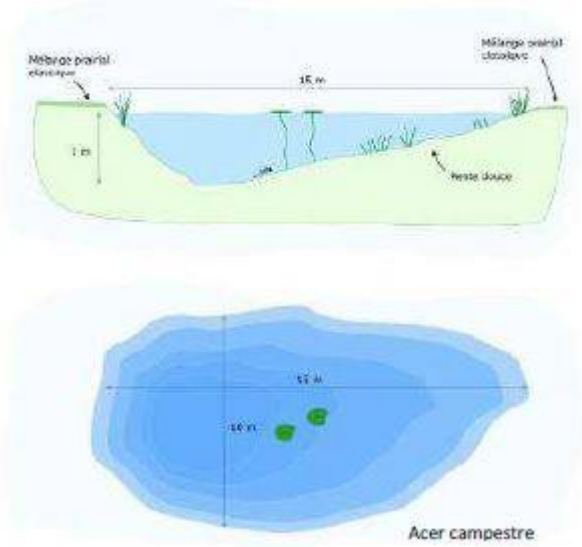 Mélange prairial
classique
Mélange prairial
classique
15 m
1 m
Pente douce
15 m
10 m
Acer campestre